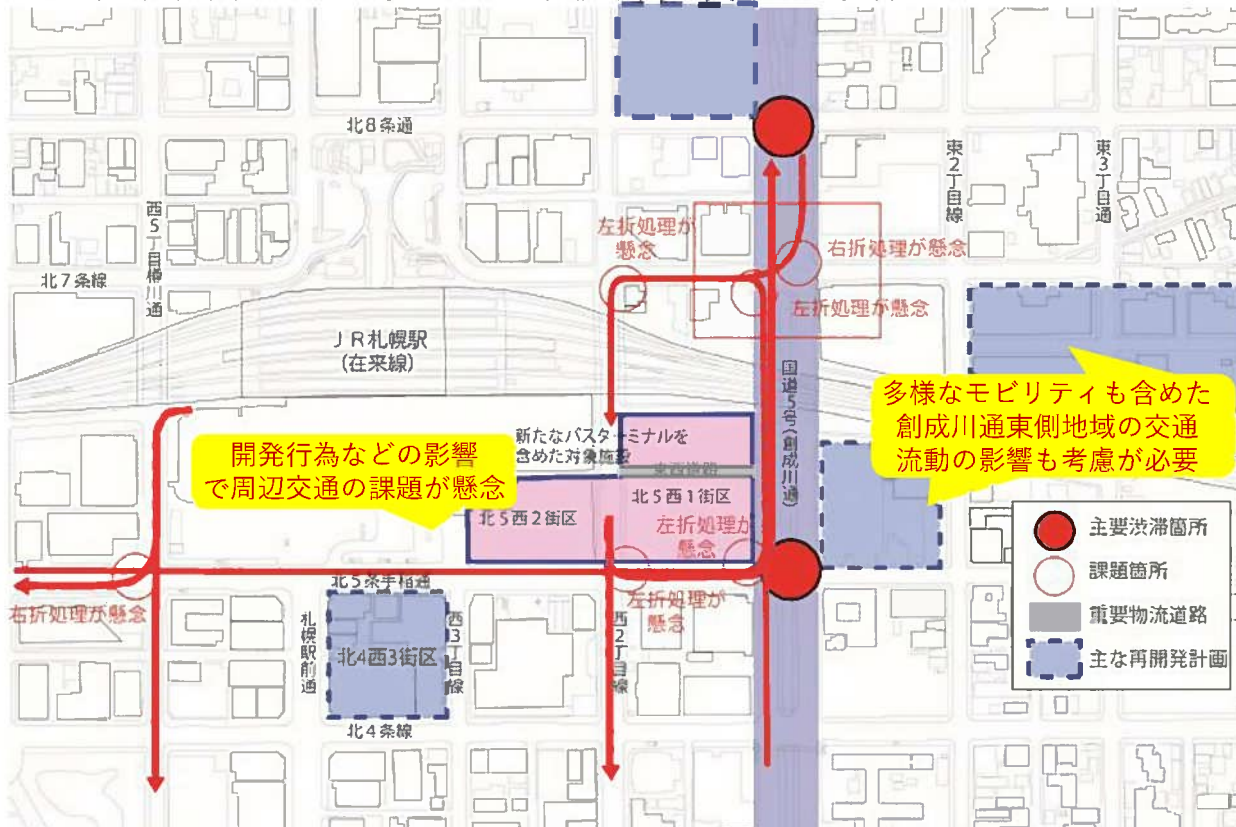 北8条通
東2丁目線
東3丁目通
西5丁目樽川通
北7条線
左折処理が
懸念
右折処理が懸念
左折処理が懸念
JR札幌駅
(在来線)
国道5号(創成川通)
多様なモビリティも含めた
創成川通東側地域の交通
流動の影響も考慮が必要
開発行為などの影響
で周辺交通の課題が懸念
新たなバスターミナルを
含めた対象施設
東西道路
北5西2街区
北5西1街区
左折処理が
懸念
主要渋滞箇所
課題箇所
重要物流道路
主な再開発計画
北5条手稲通
右折処理が懸念
左折処理が
懸念
札幌駅前通
北4西3街区
西3丁目線
西2丁目線
北4条線